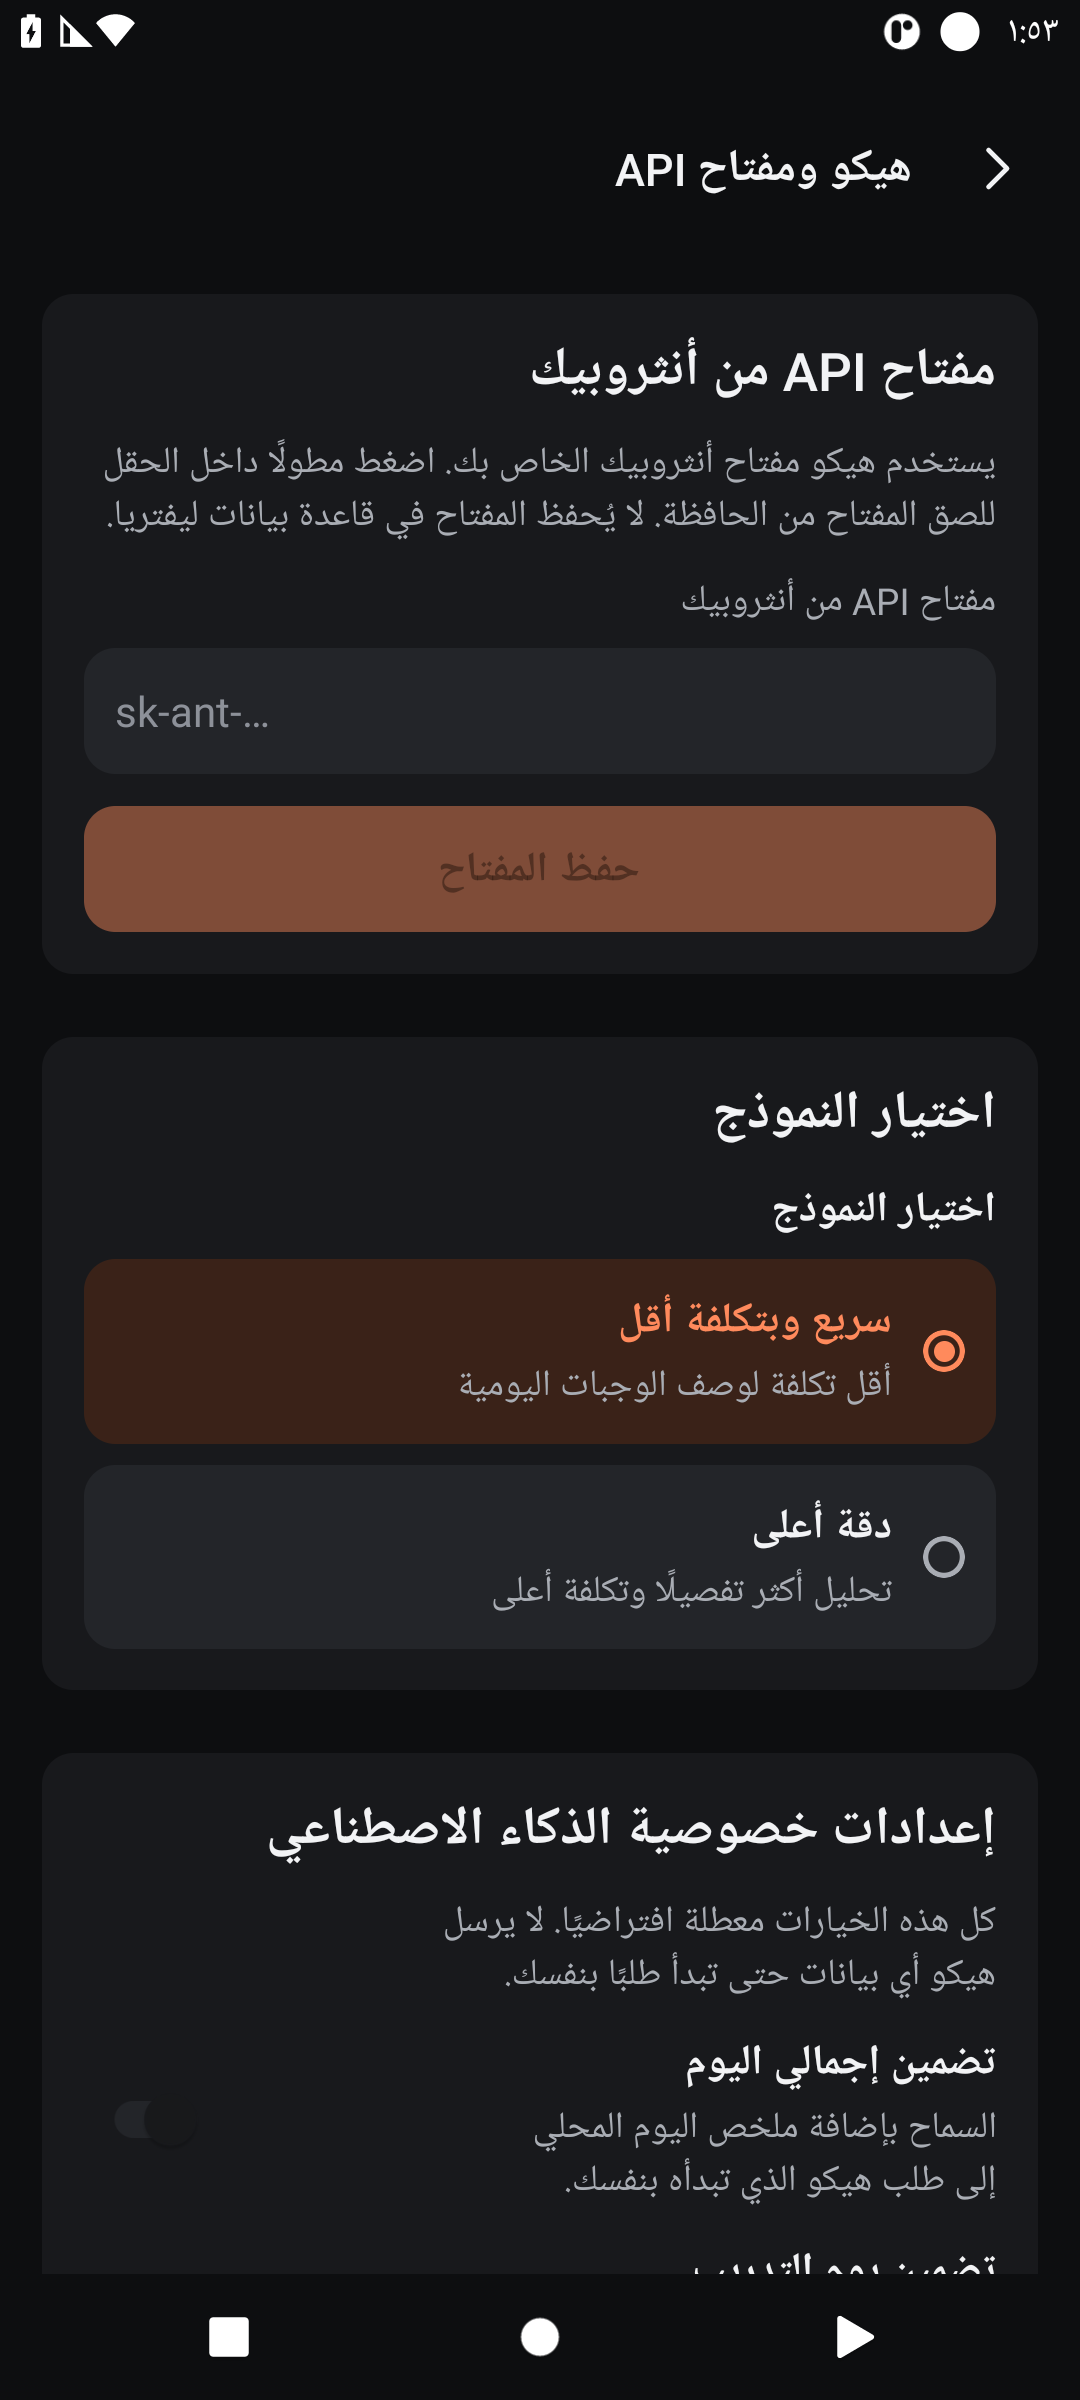 ١:٥٣
هيكو ومفتاح API
مفتاح API من أنثروبيك
يستخدم هيكو مفتاح أنثروبيك الخاص بك. اضغط مطولًا داخل الحقل
للصق المفتاح من الحافظة. لا يُحفظ المفتاح في قاعدة بيانات ليفتريا.
مفتاح API من أنثروبيك
sk-ant-...
حفظ المفتاح
اختيار النموذج
اختيار النموذج
سريع وبتكلفة أقل
أقل تكلفة لوصف الوجبات اليومية
دقة أعلى
تحليل أكثر تفصيلًا وتكلفة أعلى
إعدادات خصوصية الذكاء الاصطناعي
كل هذه الخيارات معطلة افتراضيًا. لا يرسل
هيكو أي بيانات حتى تبدأ طلبًا بنفسك.
تضمين إجمالي اليوم
السماح بإضافة ملخص اليوم المحلي
إلى طلب هيكو الذي تبدأه بنفسك.
تضمين يوم التدريب